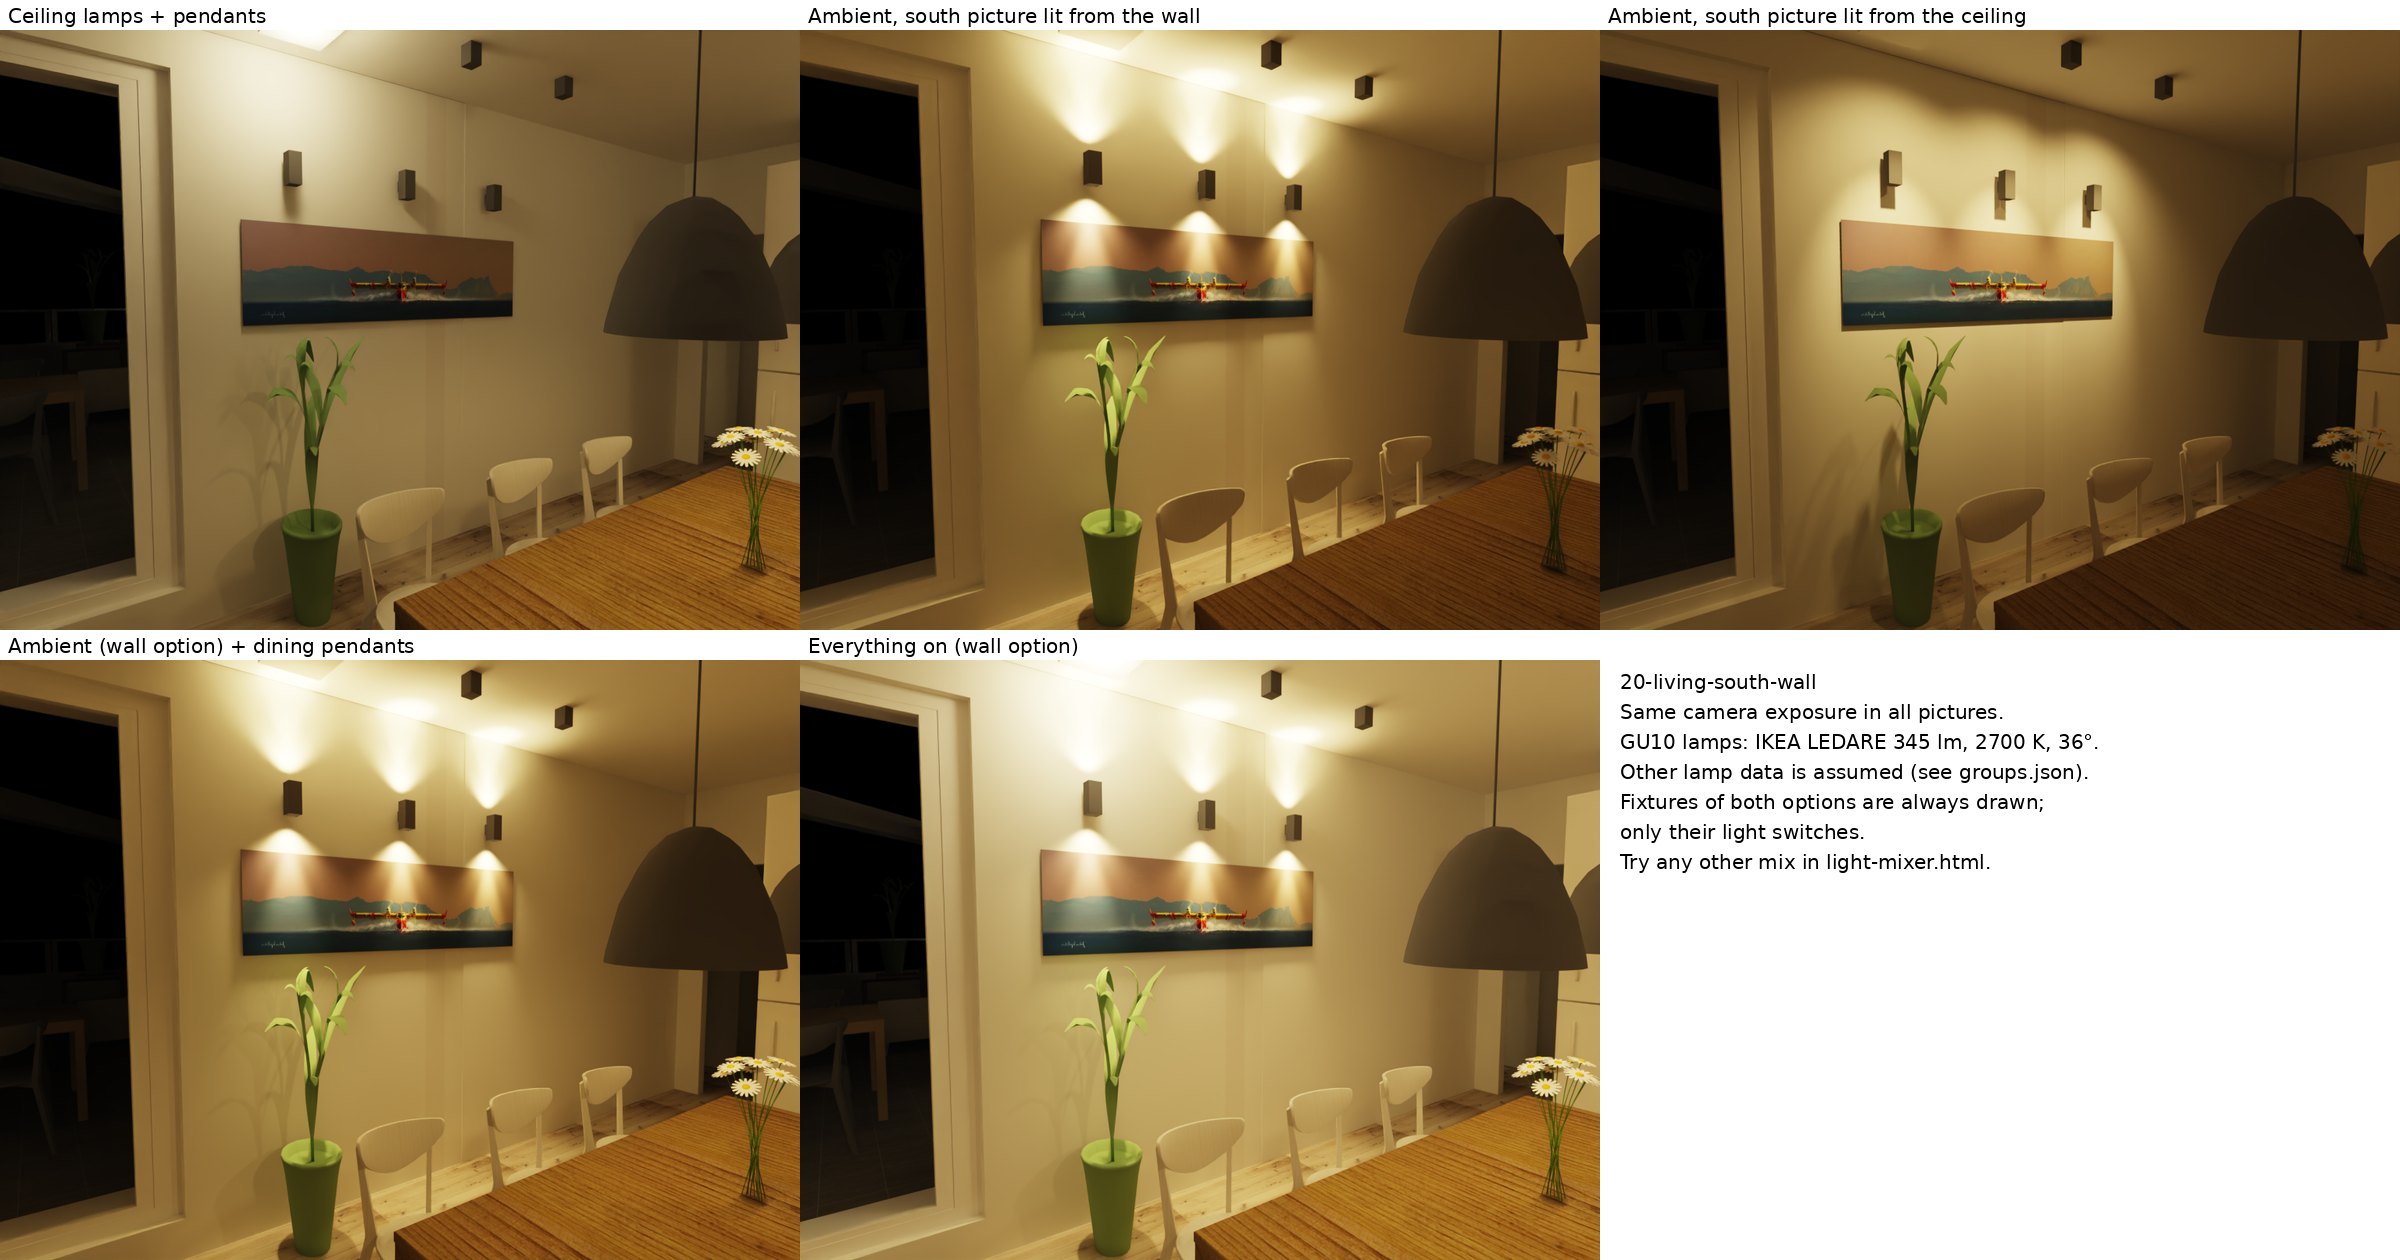 Ceiling lamps + pendants
Ambient, south picture lit from the wall
Ambient, south picture lit from the ceiling
Ambient (wall option) + dining pendants
Everything on (wall option)
20-living-south-wall
Same camera exposure in all pictures.
GU10 lamps: IKEA LEDARE 345 lm, 2700 K, 36°.
Other lamp data is assumed (see groups.json).
Fixtures of both options are always drawn;
only their light switches.
Try any other mix in light-mixer.html.